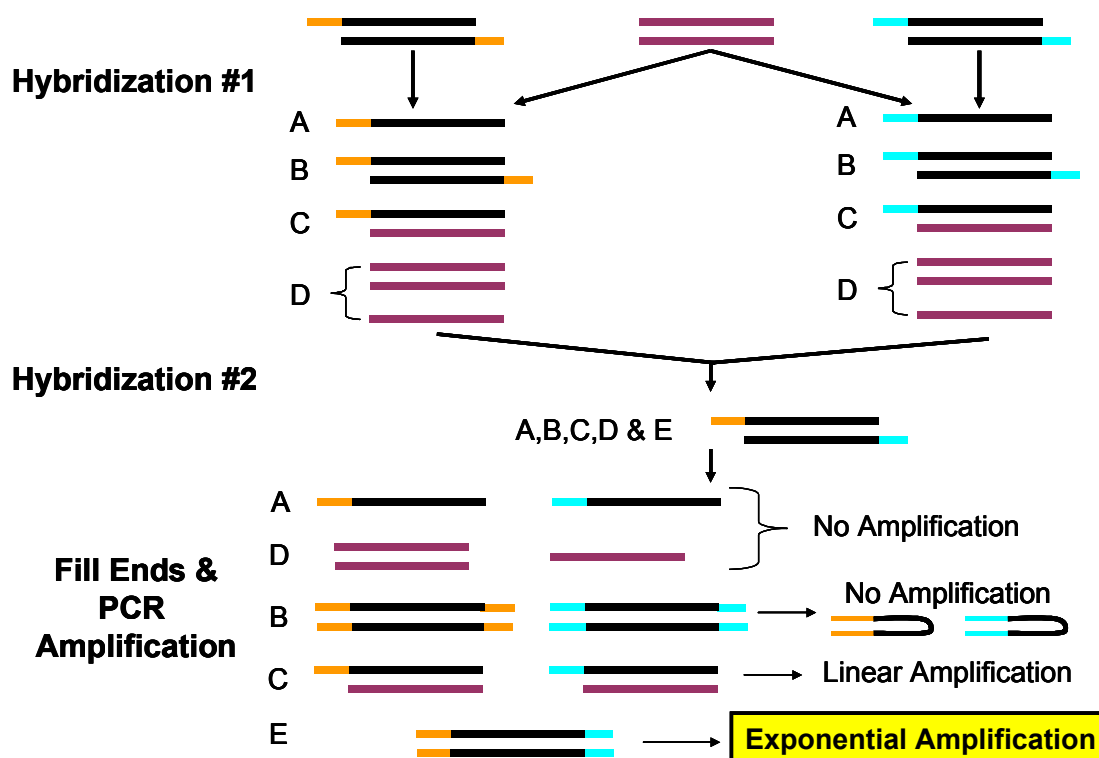 Hybridization #1
A
B
C
D
A
B
C
D
Hybridization #2
A,B,C,D & E
Fill Ends &
PCR
Amplification
A
D
No Amplification
B
No Amplification
C
Linear Amplification
E
Exponential Amplification